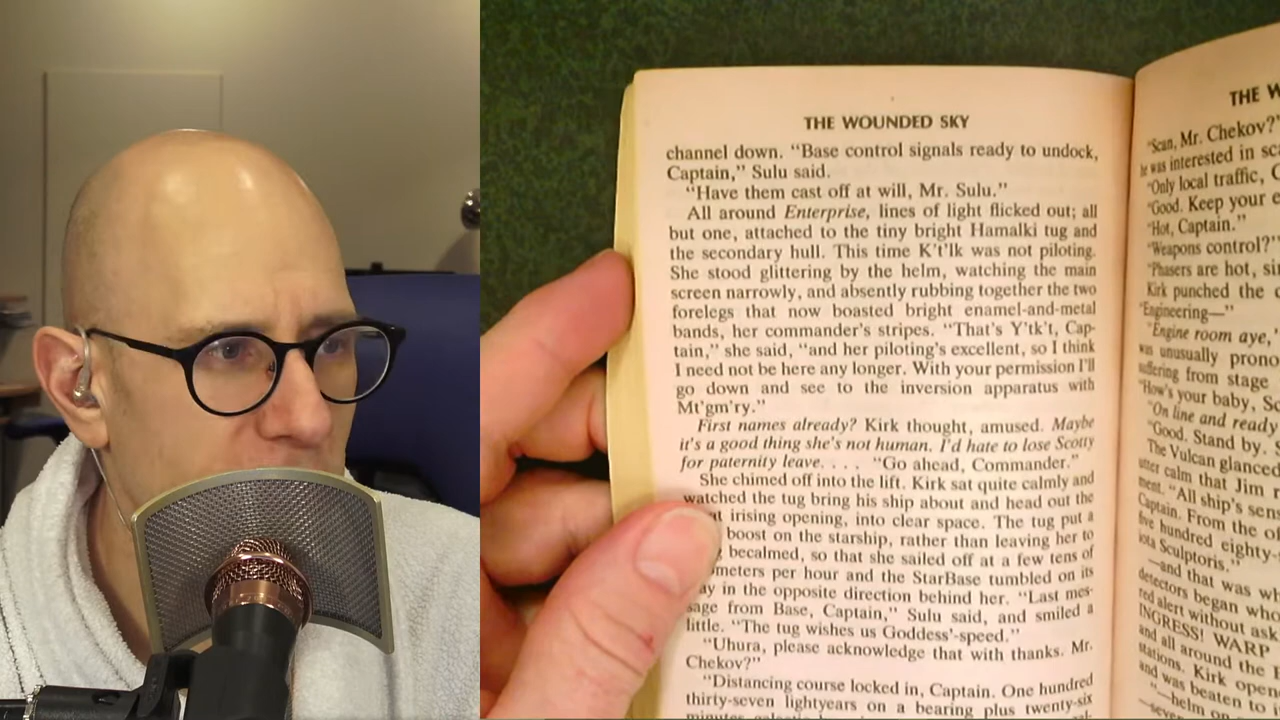 THE WOUNDED SKY
channel down. “Base control signals ready to undock,
Captain,” Sulu said.
“Have them cast off at will, Mr. Sulu.”
All around Enterprise, lines of light flicked out; all
but one, attached to the tiny bright Hamalki tug and
the secondary hull. This time K't'lk was not piloting.
She stood glittering by the helm, watching the main
screen narrowly, and absently rubbing together the two
forelegs that now boasted bright enamel-and-metal
bands, her commander's stripes. “That's Y'tk't, Cap-
tain,” she said, “and her piloting's excellent, so I think
I need not be here any longer. With your permission I'll
go down and see to the inversion apparatus with
Mt'gm'ry.”
First names already? Kirk thought, amused. Maybe
it's a good thing she's not human. I'd hate to lose Scotty
for paternity leave. . . . “Go ahead, Commander.”
She chimed off into the lift. Kirk sat quite calmly and
watched the tug bring his ship about and head out the
irising opening, into clear space. The tug put a
boost on the starship, rather than leaving her to
becalmed, so that she sailed off at a few tens of
meters per hour and the StarBase tumbled on its
in the opposite direction behind her. “Last mes-
sage from Base, Captain,” Sulu said, and smiled a
little. “The tug wishes us Goddess'-speed.”
“Uhura, please acknowledge that with thanks. Mr.
Chekov?”
“Distancing course locked in, Captain. One hundred
thirty-seven lightyears on a bearing plus twenty-six
THE
“Scan, Mr. Chekov?”
he was interested in
“Only local traffic,
“Good. Keep your
“Hot, Captain.”
“Weapons control?”
“Phasers are hot,
Kirk punched the
“Engineering—”
“Engine room aye,
was unusually
suffering from stage
“How's your baby,
“On line and ready
“Good. Stand by.
The Vulcan glanced
utter calm that Jim
ment. “All ship's
Captain. From the
five hundred eighty-
iota Sculptoris.”
—and that was
detectors began
red alert without
INGRESS! WARP
and all around the
stations. Kirk
and was beaten to
“—helm